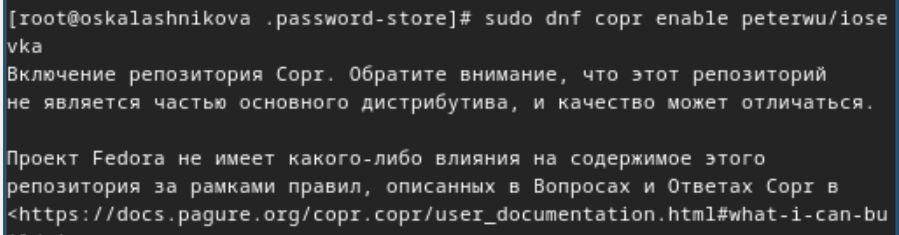 [root@oskalashnikova .password-store]# sudo dnf copr enable peterwu/iose
vka
Включение репозитория Copr. Обратите внимание, что этот репозиторий
не является частью основного дистрибутива, и качество может отличаться.
Проект Fedora не имеет какого-либо влияния на содержимое этого
репозитория за рамками правил, описанных в Вопросах и Ответах Copr в
<https://docs.pagure.org/copr.copr/user_documentation.html#what-i-can-bu